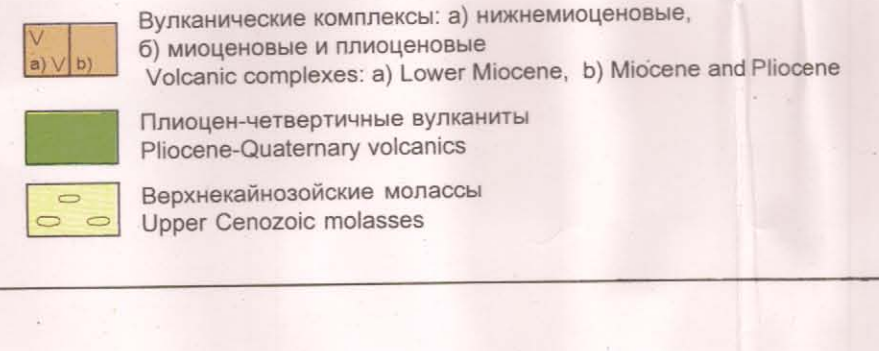 V
a) V b)
Вулканические комплексы: а) нижнемиоценовые,
б) миоценовые и плиоценовые
Volcanic complexes: a) Lower Miocene, b) Miocene and Pliocene
Плиоцен-четвертичные вулканиты
Pliocene-Quaternary volcanics
Верхнекайнозойские молассы
Upper Cenozoic molasses